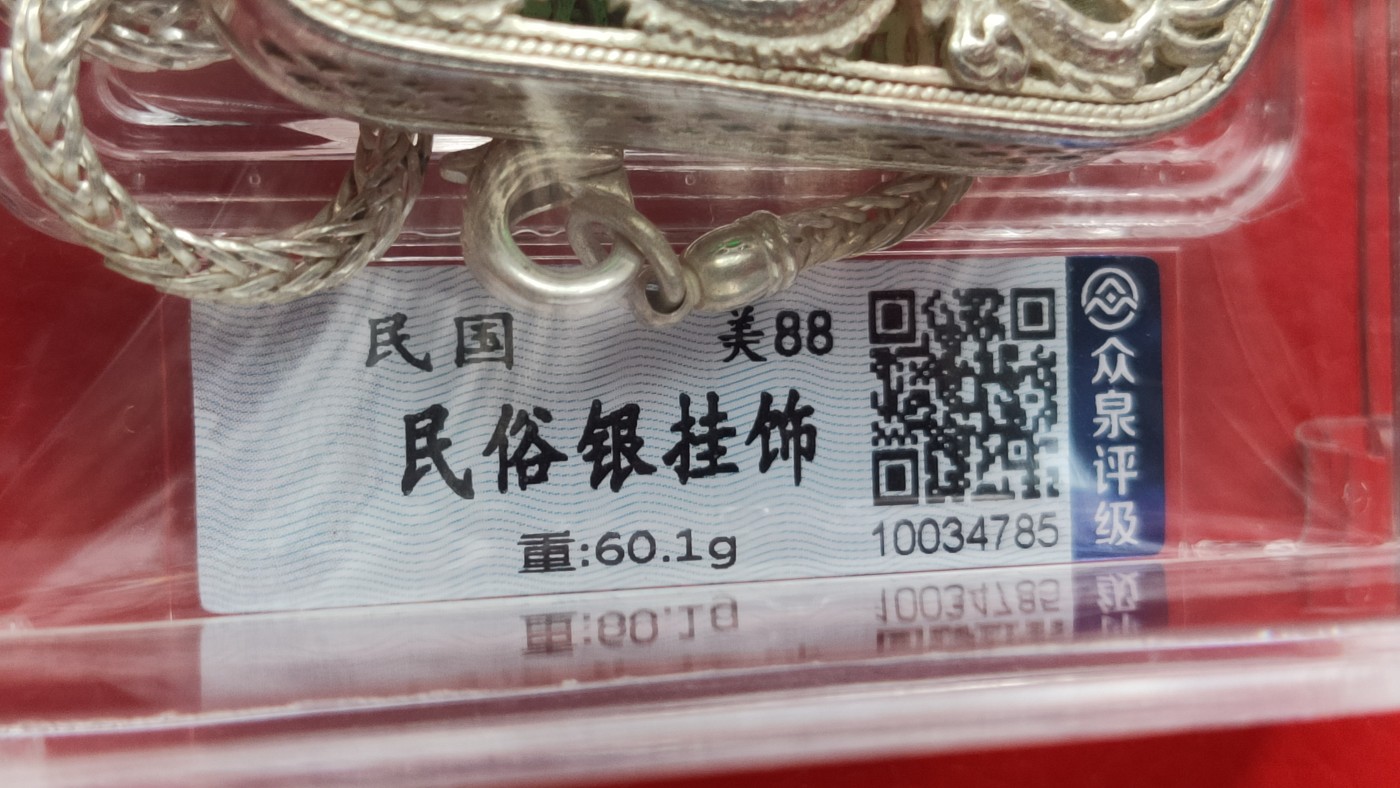 民国 美88
民俗银挂饰
重:60.1g
10034785
众泉评级